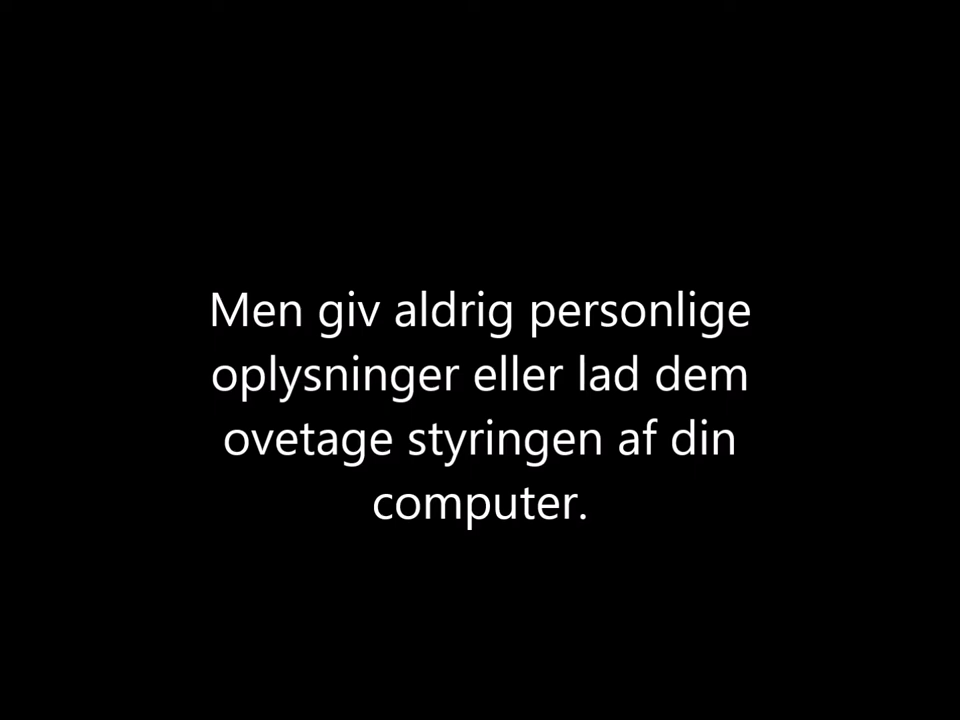 Men giv aldrig personlige
oplysninger eller lad dem
ovetage styringen af din
computer.